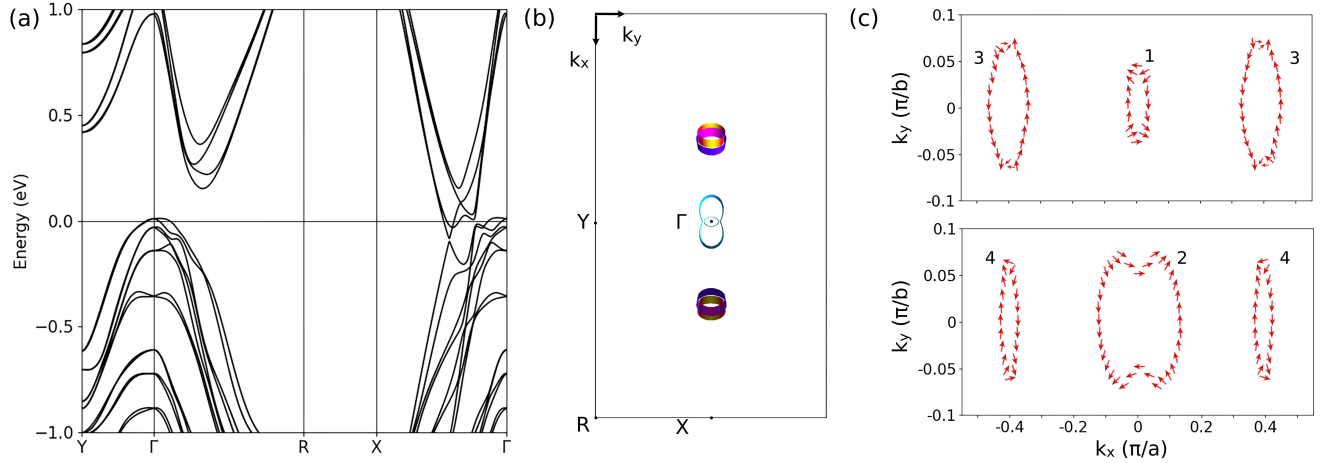 (a)
1.0
0.5
0.0
−0.5
−1.0
Energy (eV)
Y Γ R X Γ
(b)
k_y
k_x
Y
Γ
R
X
(c)
0.1
0.05
0
-0.05
-0.1
k_y (π/b)
3
1
3
0.1
0.05
0
-0.05
-0.1
k_y (π/b)
4
2
4
-0.4 -0.2 0 0.2 0.4
k_x (π/a)